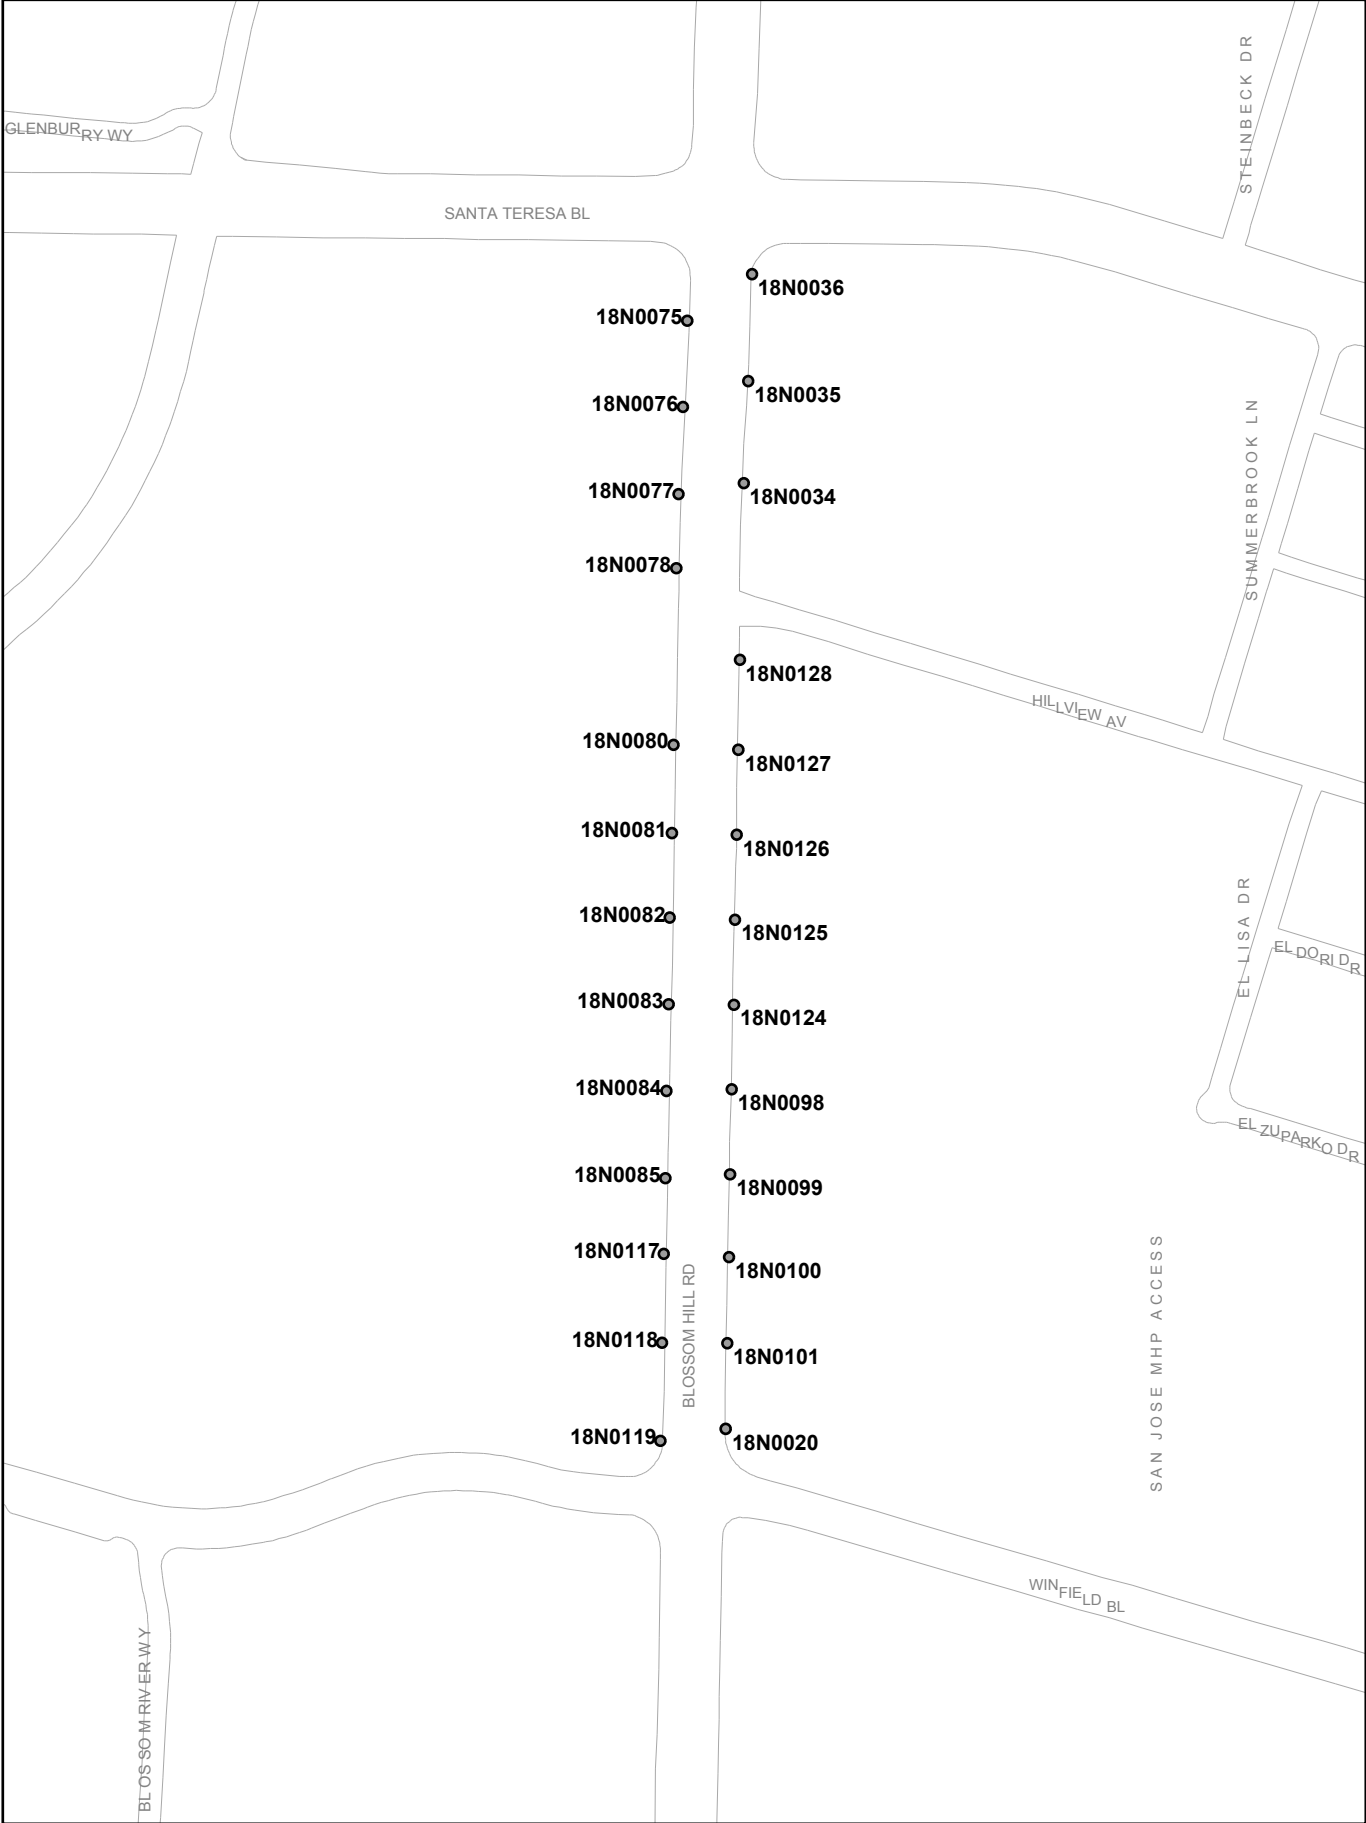 STEINBECK DR
GLENBURRY WY
SANTA TERESA BL
18N0036
18N0075
18N0035
18N0076
SUMMERBROOK LN
18N0077
18N0034
18N0078
18N0128
HILLVIEW AV
18N0080
18N0127
18N0081
18N0126
EL LISA DR
18N0082
18N0125
EL DORI DR
18N0083
18N0124
18N0084
18N0098
EL ZUPARKO DR
18N0085
18N0099
SAN JOSE MHP ACCESS
18N0117
18N0100
BLOSSOM HILL RD
18N0118
18N0101
18N0119
18N0020
WINFIELD BL
BLOSSOM RIVER WY